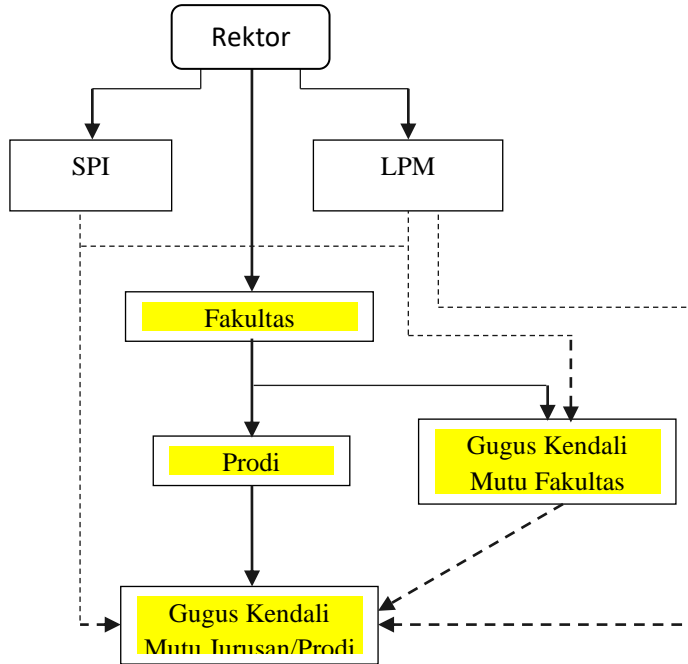 Rektor
SPI
LPM
Fakultas
Prodi
Gugus Kendali
Mutu Fakultas
Gugus Kendali
Mutu Jurusan/Prodi